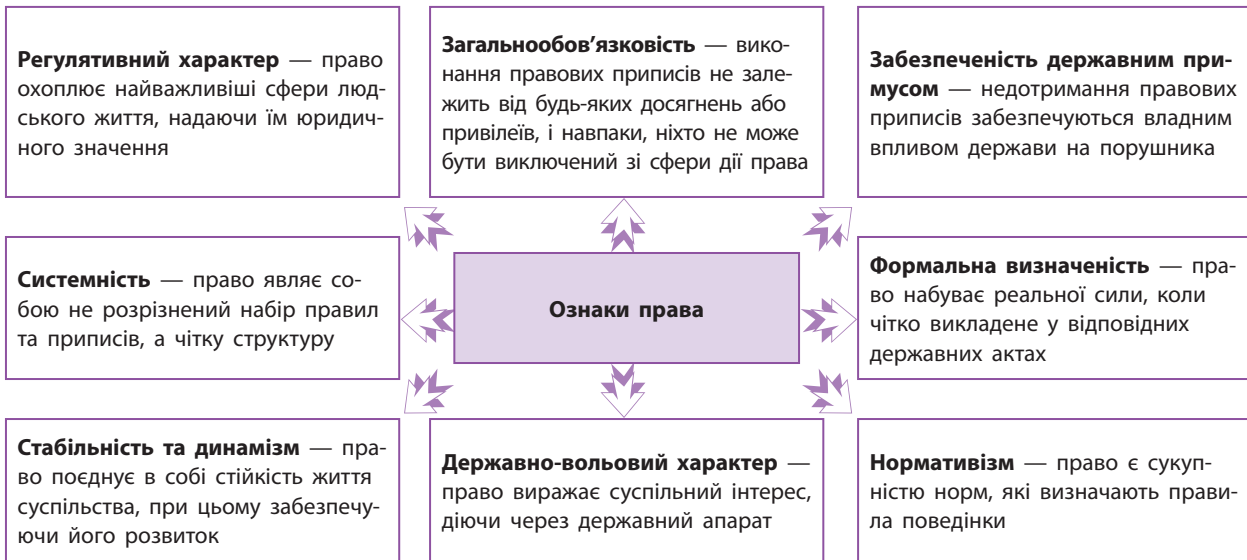 Регулятивний характер — право
охоплює найважливіші сфери люд-
ського життя, надаючи їм юридич-
ного значення
Загальнообов’язковість — вико-
нання правових приписів не зале-
жить від будь-яких досягнень або
привілеїв, і навпаки, ніхто не може
бути виключений зі сфери дії права
Забезпеченість державним при-
мусом — недотримання правових
приписів забезпечуються владним
впливом держави на порушника
Системність — право являє со-
бою не розрізнений набір правил
та приписів, а чітку структуру
Ознаки права
Формальна визначеність — пра-
во набуває реальної сили, коли
чітко викладене у відповідних
державних актах
Стабільність та динамізм — пра-
во поєднує в собі стійкість життя
суспільства, при цьому забезпечу-
ючи його розвиток
Державно-вольовий характер —
право виражає суспільний інтерес,
діючи через державний апарат
Нормативізм — право є сукуп-
ністю норм, які визначають прави-
ла поведінки